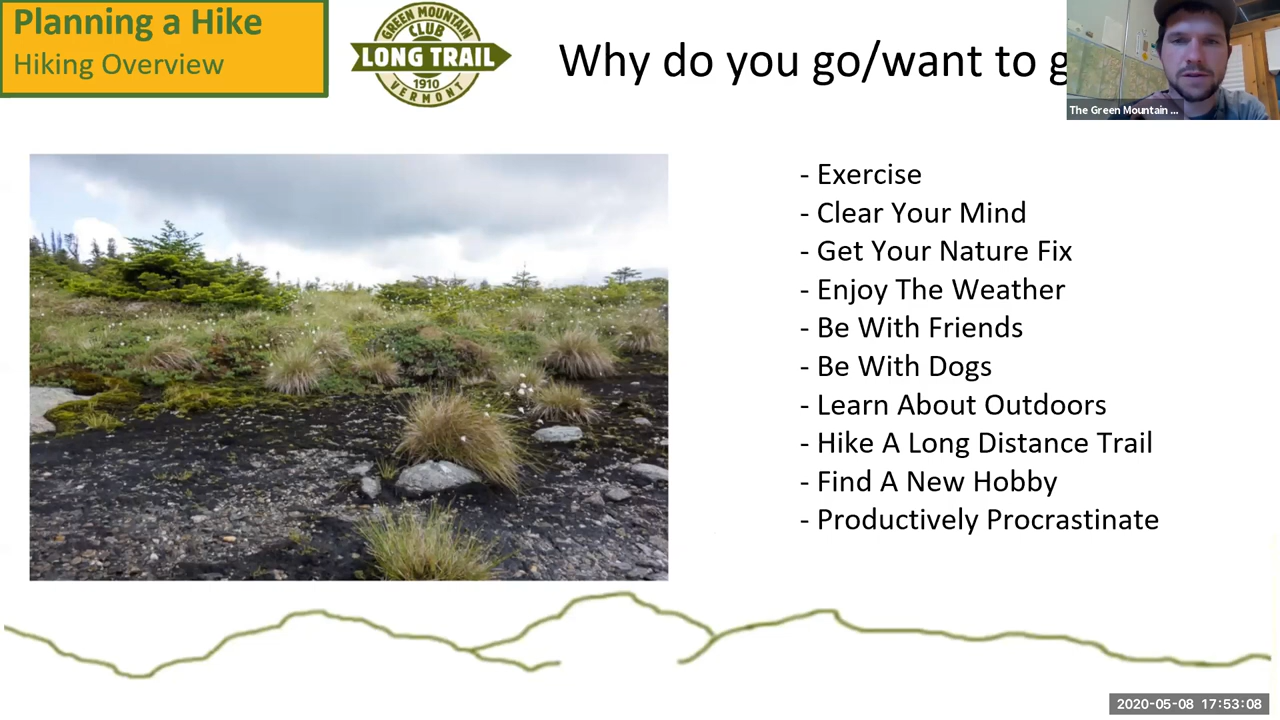 Planning a Hike
Hiking Overview
GREEN MOUNTAIN
CLUB
LONG TRAIL
1910
VERMONT
Why do you go/want to g
The Green Mountain ...
- Exercise
- Clear Your Mind
- Get Your Nature Fix
- Enjoy The Weather
- Be With Friends
- Be With Dogs
- Learn About Outdoors
- Hike A Long Distance Trail
- Find A New Hobby
- Productively Procrastinate
2020-05-08 17:53:08